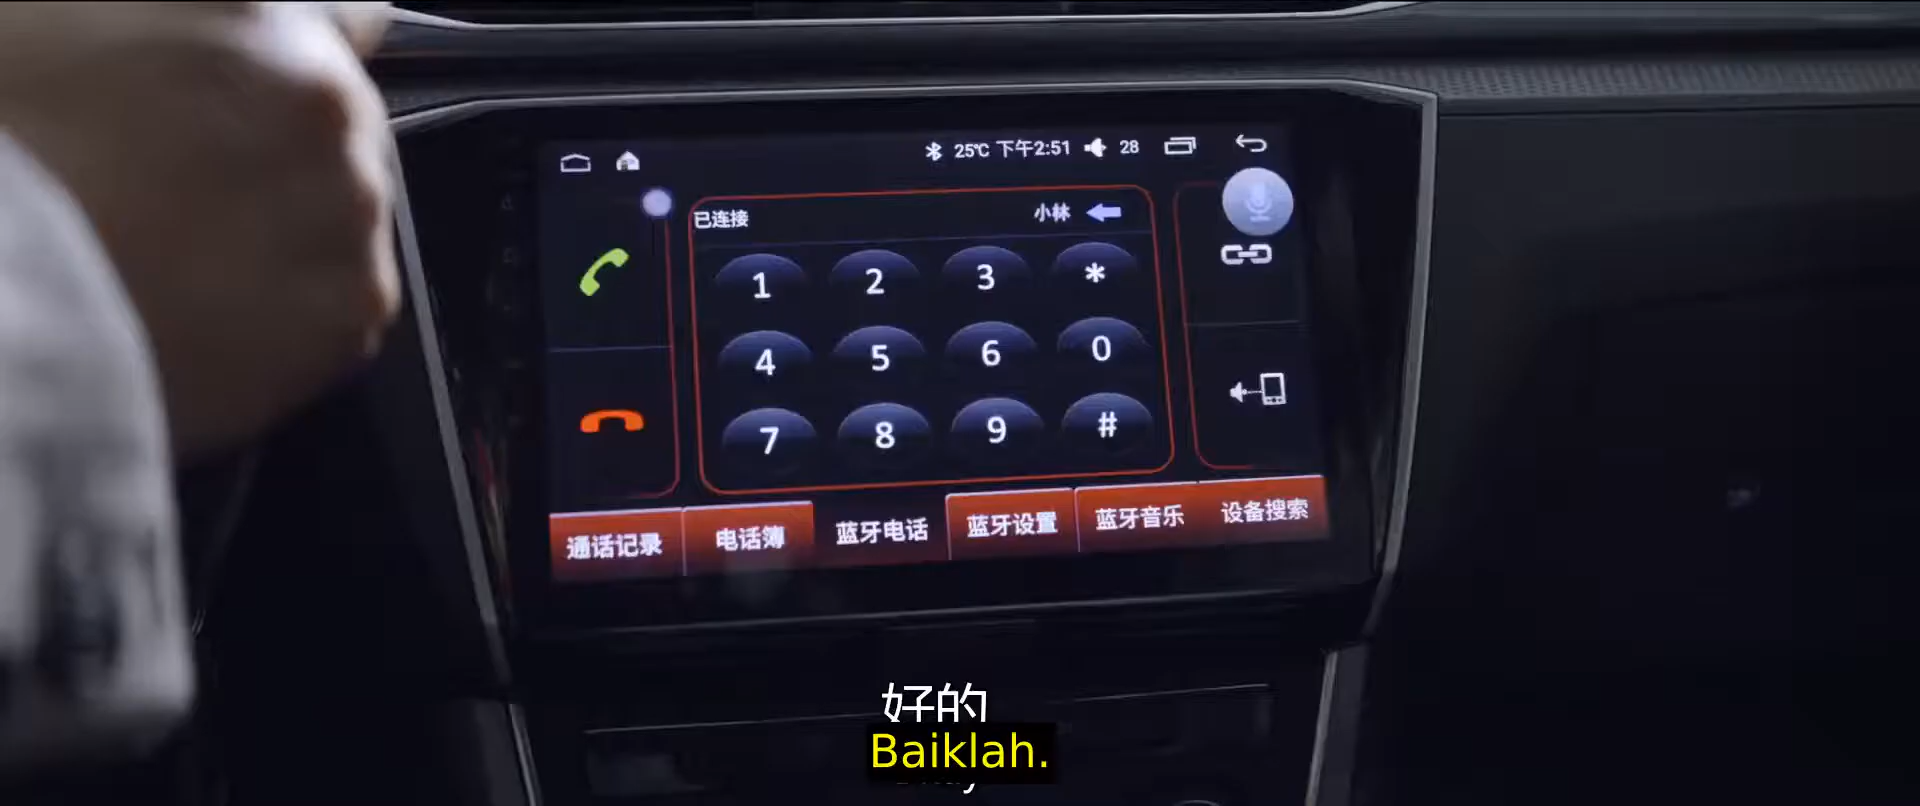 25℃ 下午2:51 28
已连接 小林
1 2 3 *
4 5 6 0
7 8 9 #
通话记录 电话簿 蓝牙电话 蓝牙设置 蓝牙音乐 设备搜索
好的
Baiklah.